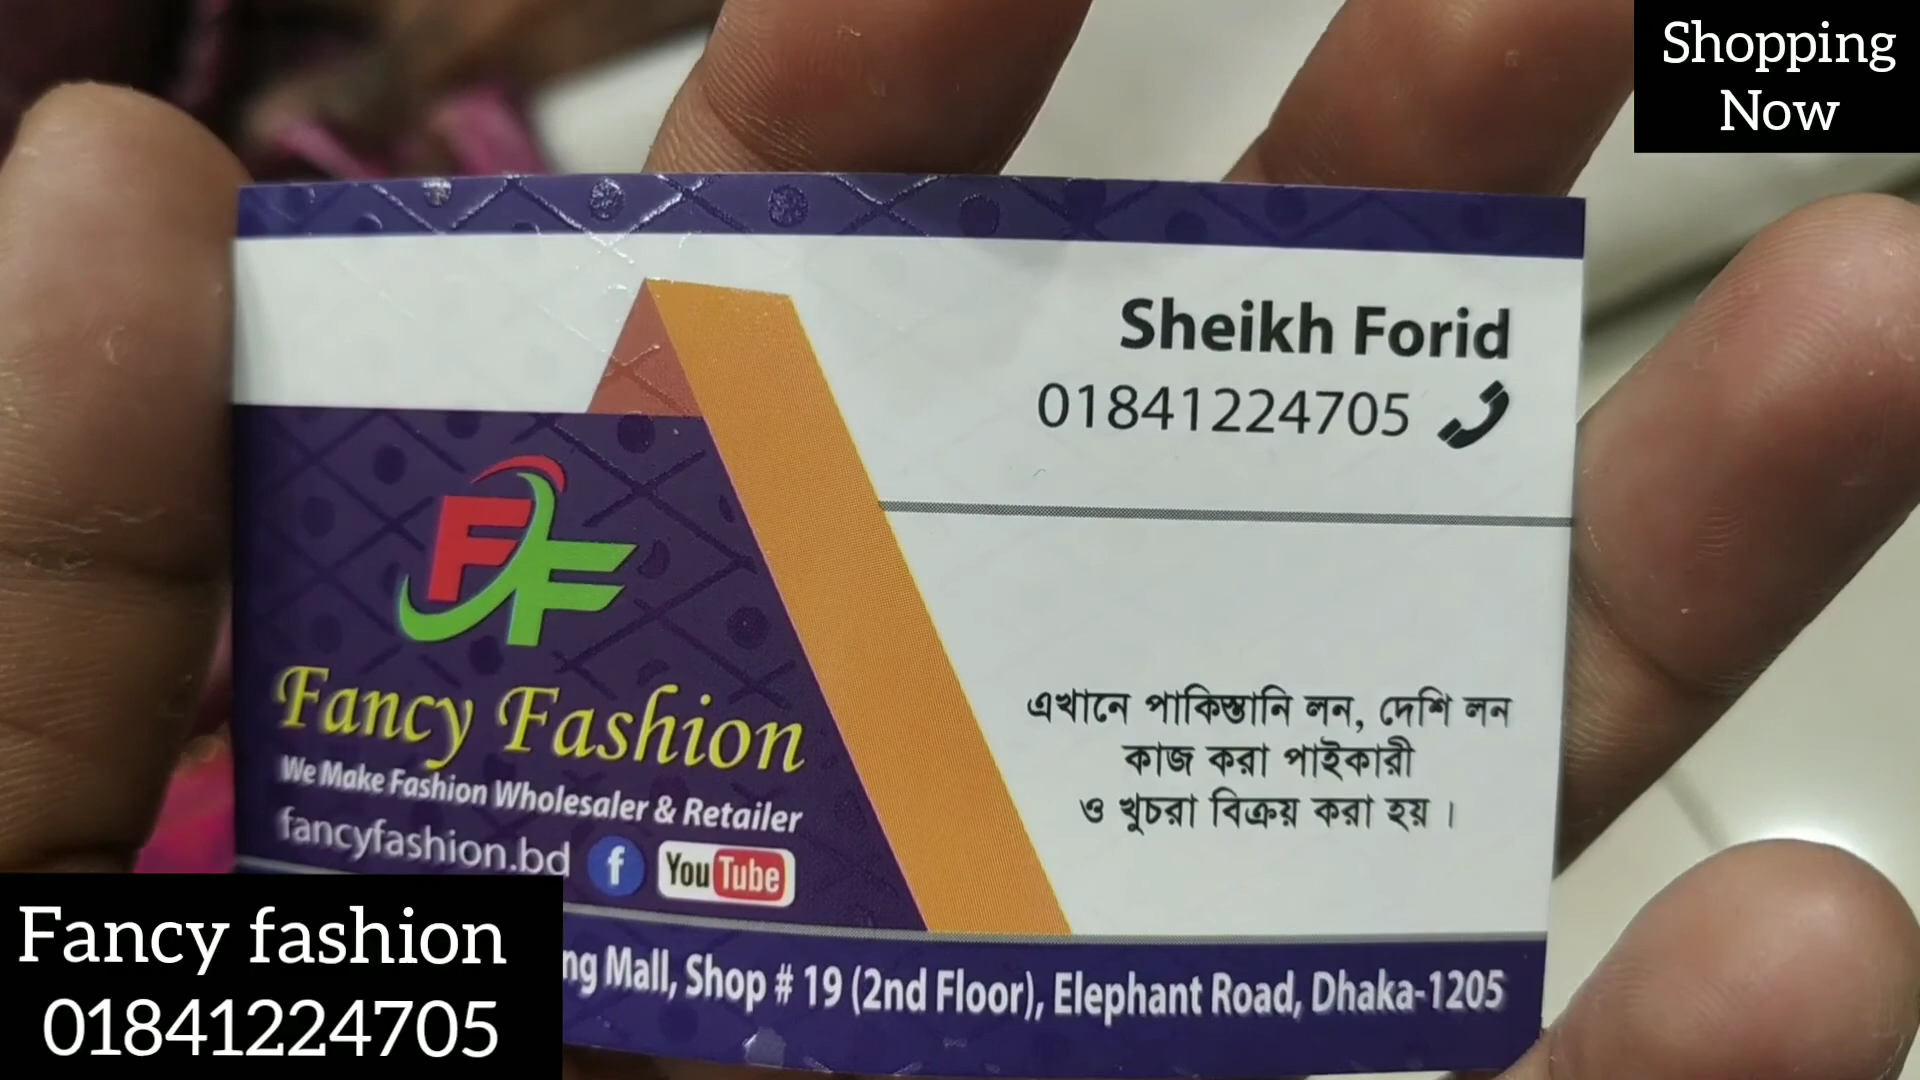 Shopping
Now
Sheikh Forid
01841224705
FF
Fancy Fashion
We Make Fashion Wholesaler & Retailer
fancyfashion.bd f YouTube
এখানে পাকিস্তানি লন, দেশি লন
কাজ করা পাইকারী
ও খুচরা বিক্রয় করা হয়।
Mall, Shop # 19 (2nd Floor), Elephant Road, Dhaka-1205
Fancy fashion
01841224705